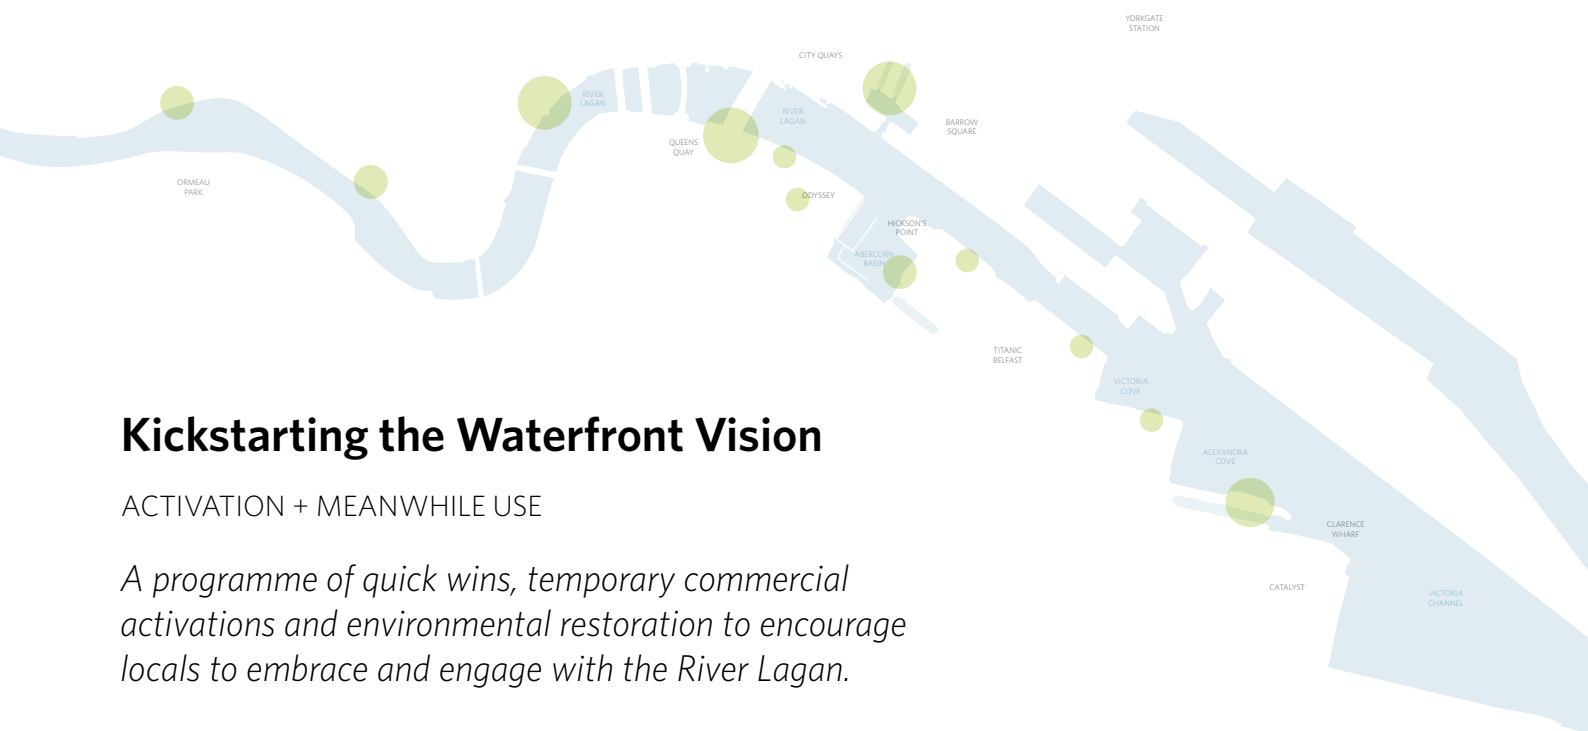 YORKGATE
STATION
CITY QUAYS
RIVER
LAGAN
RIVER
LAGAN
BARROW
SQUARE
QUEENS
QUAY
ORMEAU
PARK
ODYSSEY
HICKSON'S
POINT
ABERCORN
BASIN
TITANIC
BELFAST
VICTORIA
COVE
Kickstarting the Waterfront Vision
ALEXANDRA
COVE
ACTIVATION + MEANWHILE USE
CLARENCE
WHARF
A programme of quick wins, temporary commercial
activations and environmental restoration to encourage
locals to embrace and engage with the River Lagan.
CATALYST
VICTORIA
CHANNEL